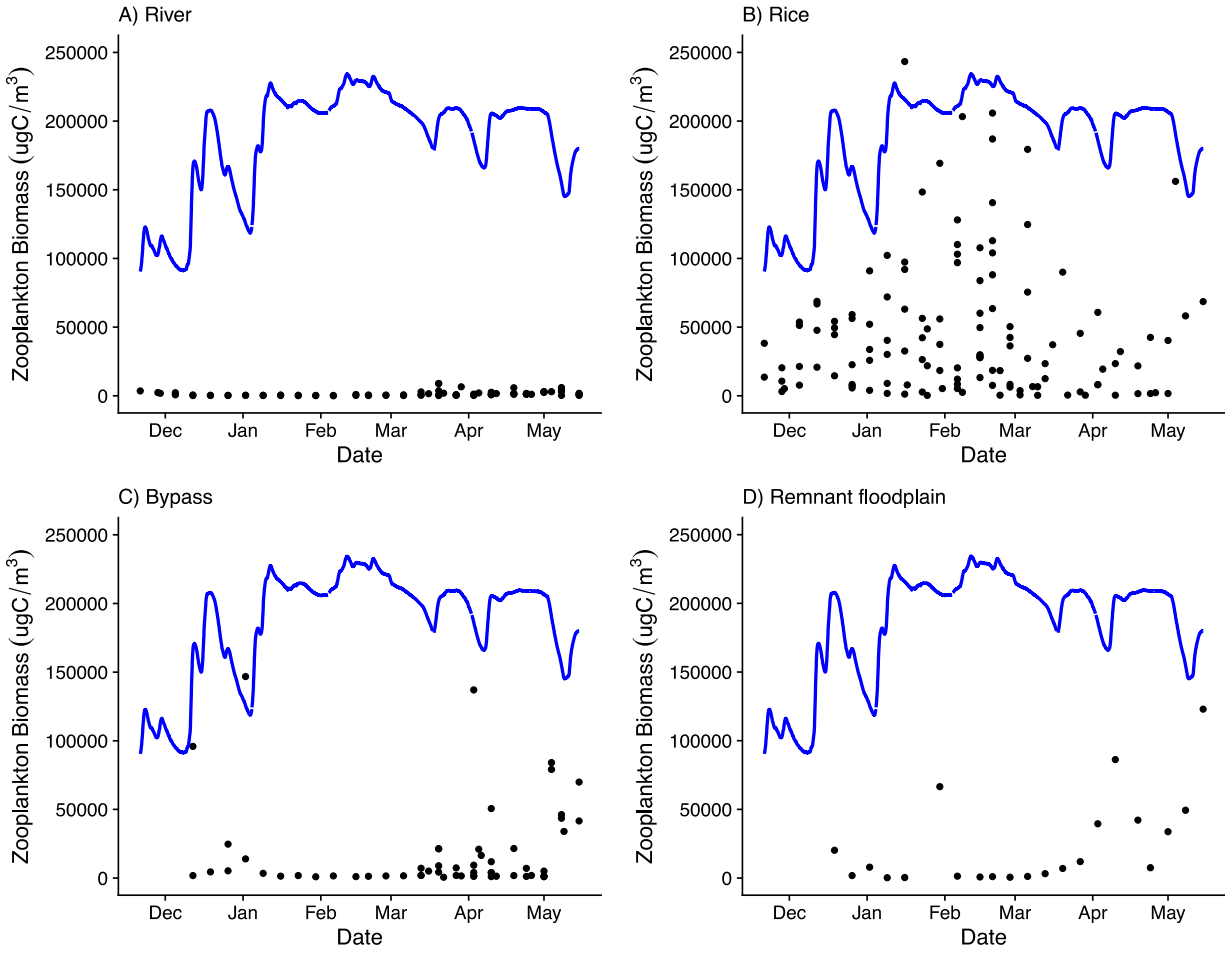 A) River
Zooplankton Biomass (ugC/m³)
250000
200000
150000
100000
50000
0
Dec Jan Feb Mar Apr May
Date
B) Rice
Zooplankton Biomass (ugC/m³)
250000
200000
150000
100000
50000
0
Dec Jan Feb Mar Apr May
Date
C) Bypass
Zooplankton Biomass (ugC/m³)
250000
200000
150000
100000
50000
0
Dec Jan Feb Mar Apr May
Date
D) Remnant floodplain
Zooplankton Biomass (ugC/m³)
250000
200000
150000
100000
50000
0
Dec Jan Feb Mar Apr May
Date